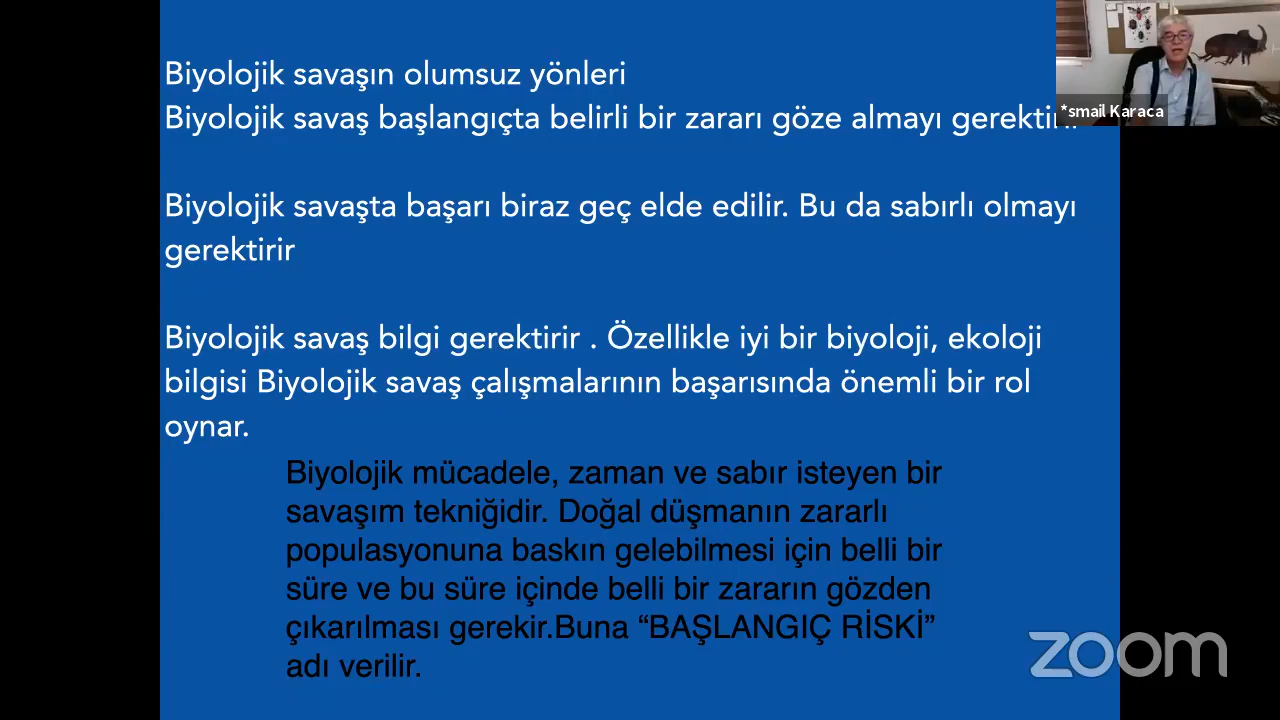 Biyolojik savaşın olumsuz yönleri
Biyolojik savaş başlangıçta belirli bir zararı göze almayı gerektirir
Biyolojik savaşta başarı biraz geç elde edilir. Bu da sabırlı olmayı
gerektirir
Biyolojik savaş bilgi gerektirir . Özellikle iyi bir biyoloji, ekoloji
bilgisi Biyolojik savaş çalışmalarının başarısında önemli bir rol
oynar.
Biyolojik mücadele, zaman ve sabır isteyen bir
savaşım tekniğidir. Doğal düşmanın zararlı
populasyonuna baskın gelebilmesi için belli bir
süre ve bu süre içinde belli bir zararın gözden
çıkarılması gerekir.Buna “BAŞLANGIÇ RİSKİ”
adı verilir.
*smail Karaca
zoom